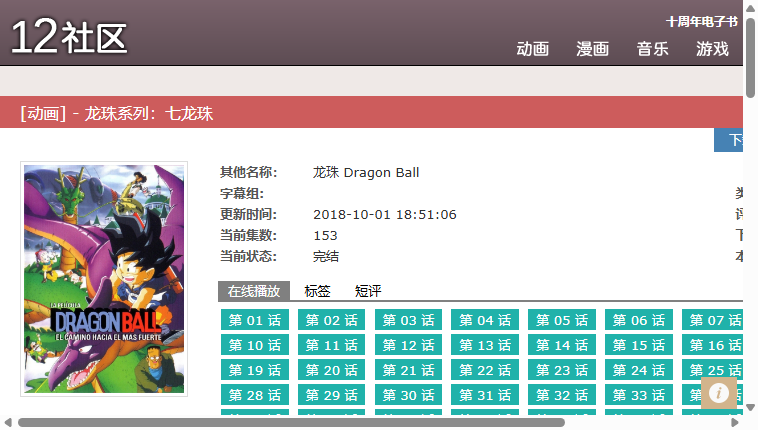 12社区
十周年电子书
动画 漫画 音乐 游戏
[动画] - 龙珠系列：七龙珠
其他名称： 龙珠 Dragon Ball
字幕组：
更新时间： 2018-10-01 18:51:06
当前集数： 153
当前状态： 完结
LA PELICULA
DRAGON BALL
EL CAMINO HACIA EL MAS FUERTE
在线播放 标签 短评
第 01 话 第 02 话 第 03 话 第 04 话 第 05 话 第 06 话 第 07 话
第 10 话 第 11 话 第 12 话 第 13 话 第 14 话 第 15 话 第 16 话
第 19 话 第 20 话 第 21 话 第 22 话 第 23 话 第 24 话 第 25 话
第 28 话 第 29 话 第 30 话 第 31 话 第 32 话 第 33 话